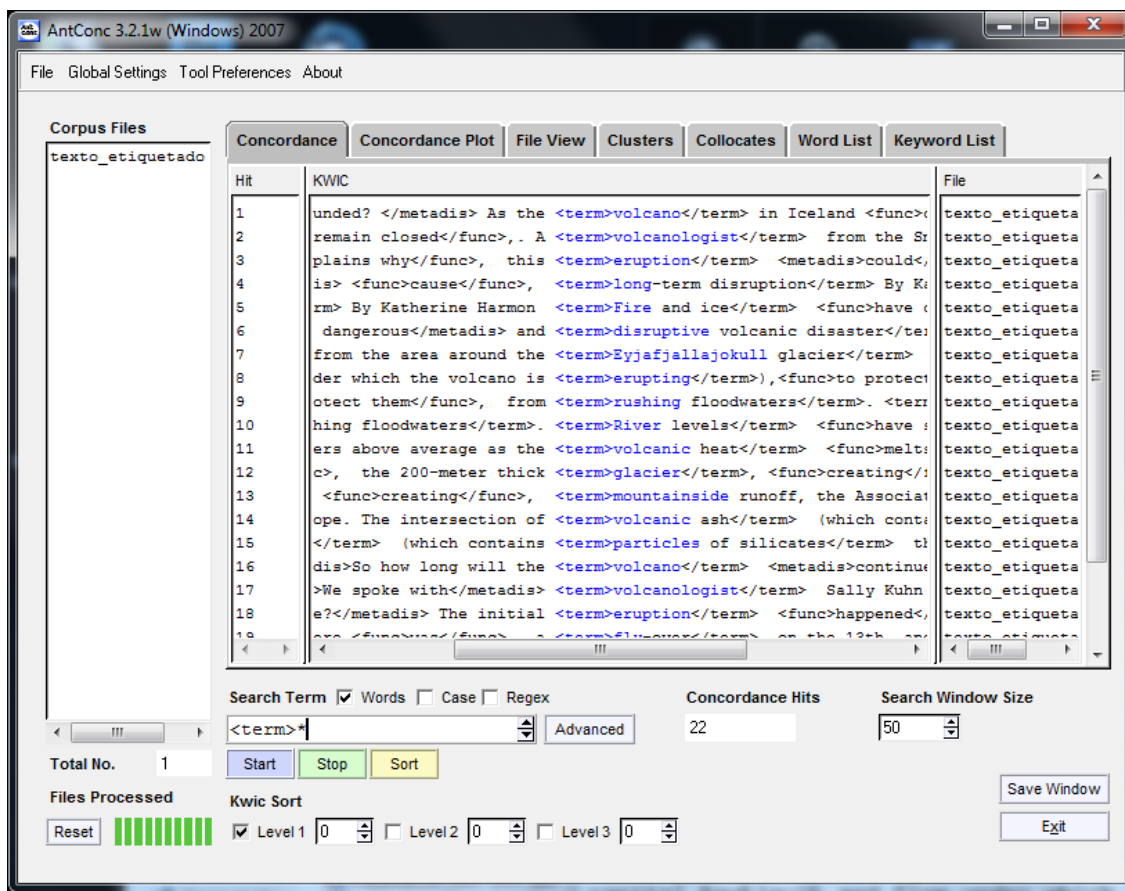 AntConc 3.2.1w (Windows) 2007
File Global Settings Tool Preferences About
Corpus Files
texto_etiquetado
Concordance Concordance Plot File View Clusters Collocates Word List Keyword List
Hit KWIC File
1 unded? </metadis> As the <term>volcano</term> in Iceland <func> texto_etiqueta
2 remain closed</func>,. A <term>volcanologist</term> from the texto_etiqueta
3 plains why</func>, this <term>eruption</term> <metadis>could</ texto_etiqueta
4 is> <func>cause</func>, <term>long-term disruption</term> By texto_etiqueta
5 rm> By Katherine Harmon <term>Fire and ice</term> <func>have texto_etiqueta
6 dangerous</metadis> and <term>disruptive volcanic disaster</te texto_etiqueta
7 from the area around the <term>Eyjafjallajokull glacier</term> texto_etiqueta
8 der which the volcano is <term>erupting</term>),<func>to protect texto_etiqueta
9 otect them</func>, from <term>rushing floodwaters</term>. <ter texto_etiqueta
10 hing floodwaters</term>. <term>River levels</term> <func>have texto_etiqueta
11 ers above average as the <term>volcanic heat</term> <func>melts texto_etiqueta
12 c>, the 200-meter thick <term>glacier</term>, <func>creating</ texto_etiqueta
13 <func>creating</func>, <term>mountainside runoff, the Associat texto_etiqueta
14 ope. The intersection of <term>volcanic ash</term> (which conta texto_etiqueta
15 </term> (which contains <term>particles of silicates</term> th texto_etiqueta
16 dis>So how long will the <term>volcano</term> <metadis>continue texto_etiqueta
17 >We spoke with</metadis> <term>volcanologist</term> Sally Kuhn texto_etiqueta
18 e?</metadis> The initial <term>eruption</term> <func>happened</ texto_etiqueta
19 ere <func>was</func>, a <term>fly-over</term> on the 13th, and texto_etiqueta
Search Term Words Case Regex Concordance Hits Search Window Size
<term>* Advanced 22 50
Total No. 1 Start Stop Sort
Files Processed Kwic Sort Save Window
Reset Level 1 0 Level 2 0 Level 3 0 Exit